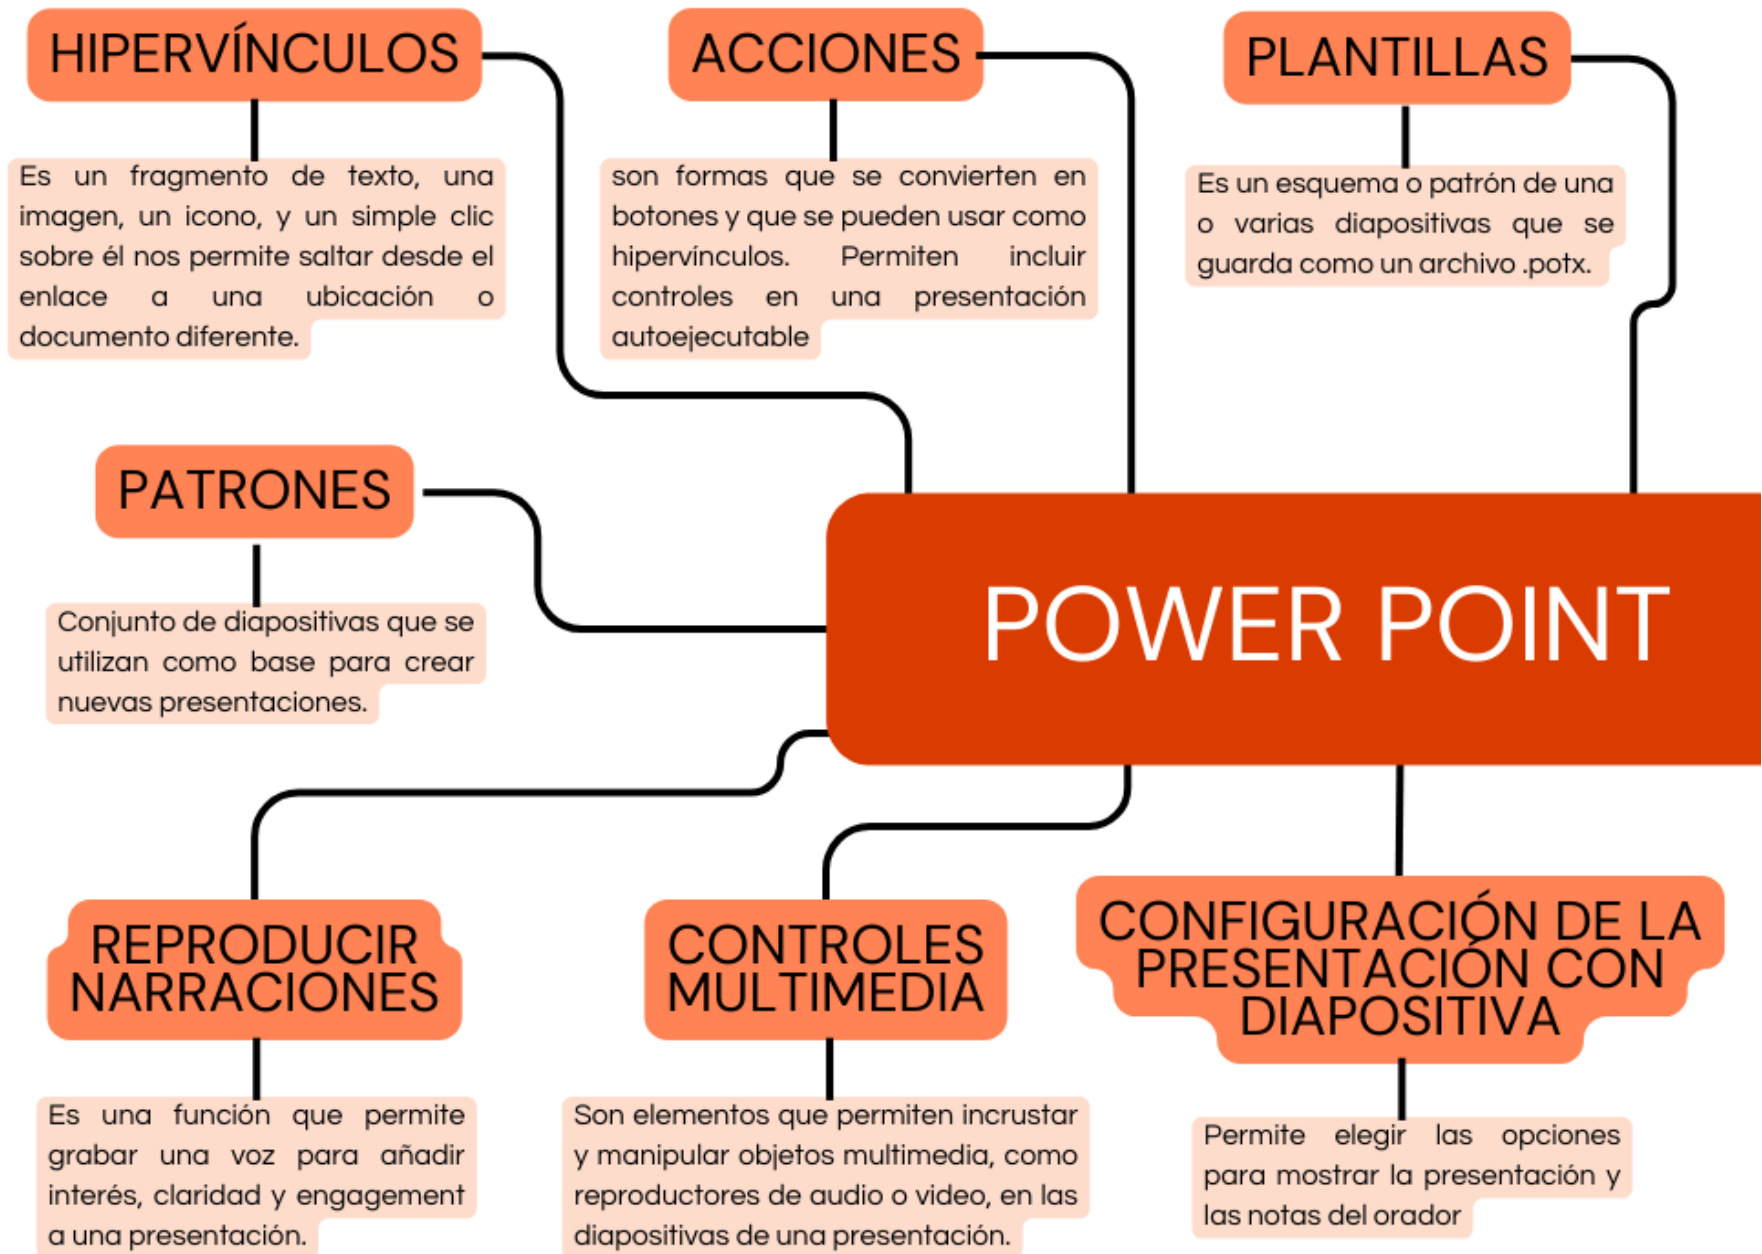 HIPERVÍNCULOS
Es un fragmento de texto, una
imagen, un icono, y un simple clic
sobre él nos permite saltar desde el
enlace a una ubicación o
documento diferente.
ACCIONES
son formas que se convierten en
botones y que se pueden usar como
hipervínculos. Permiten incluir
controles en una presentación
autoejecutable
PLANTILLAS
Es un esquema o patrón de una
o varias diapositivas que se
guarda como un archivo .potx.
PATRONES
Conjunto de diapositivas que se
utilizan como base para crear
nuevas presentaciones.
POWER POINT
REPRODUCIR
NARRACIONES
Es una función que permite
grabar una voz para añadir
interés, claridad y engagement
a una presentación.
CONTROLES
MULTIMEDIA
Son elementos que permiten incrustar
y manipular objetos multimedia, como
reproductores de audio o video, en las
diapositivas de una presentación.
CONFIGURACIÓN DE LA
PRESENTACIÓN CON
DIAPOSITIVA
Permite elegir las opciones
para mostrar la presentación y
las notas del orador